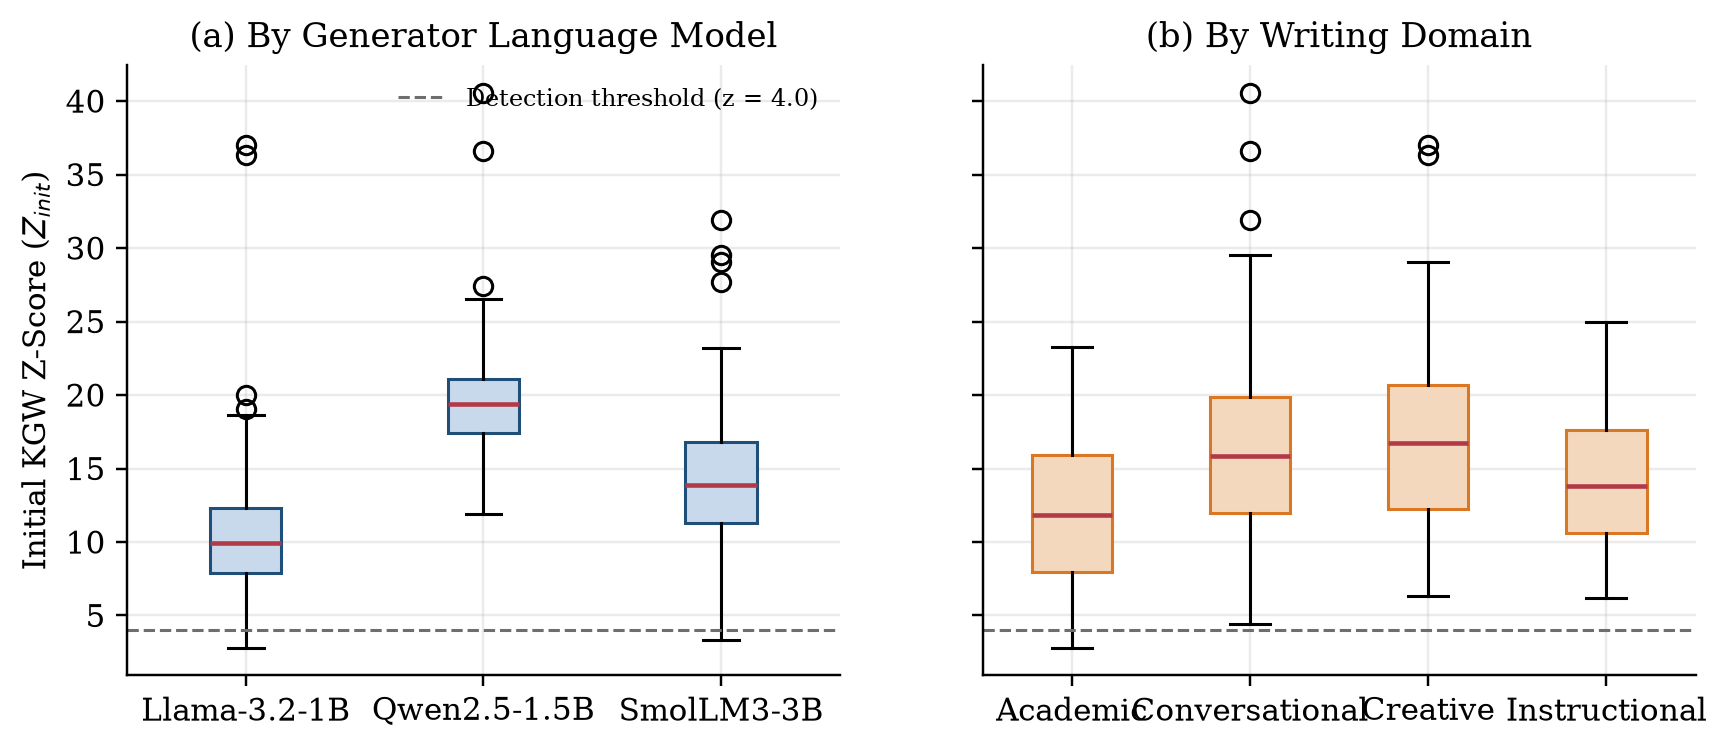 (a) By Generator Language Model
(b) By Writing Domain
Initial KGW Z-Score (Z_init)
40
35
30
25
20
15
10
5
Detection threshold (z = 4.0)
Llama-3.2-1B
Qwen2.5-1.5B
SmolLM3-3B
Academic
Conversational
Creative
Instructional